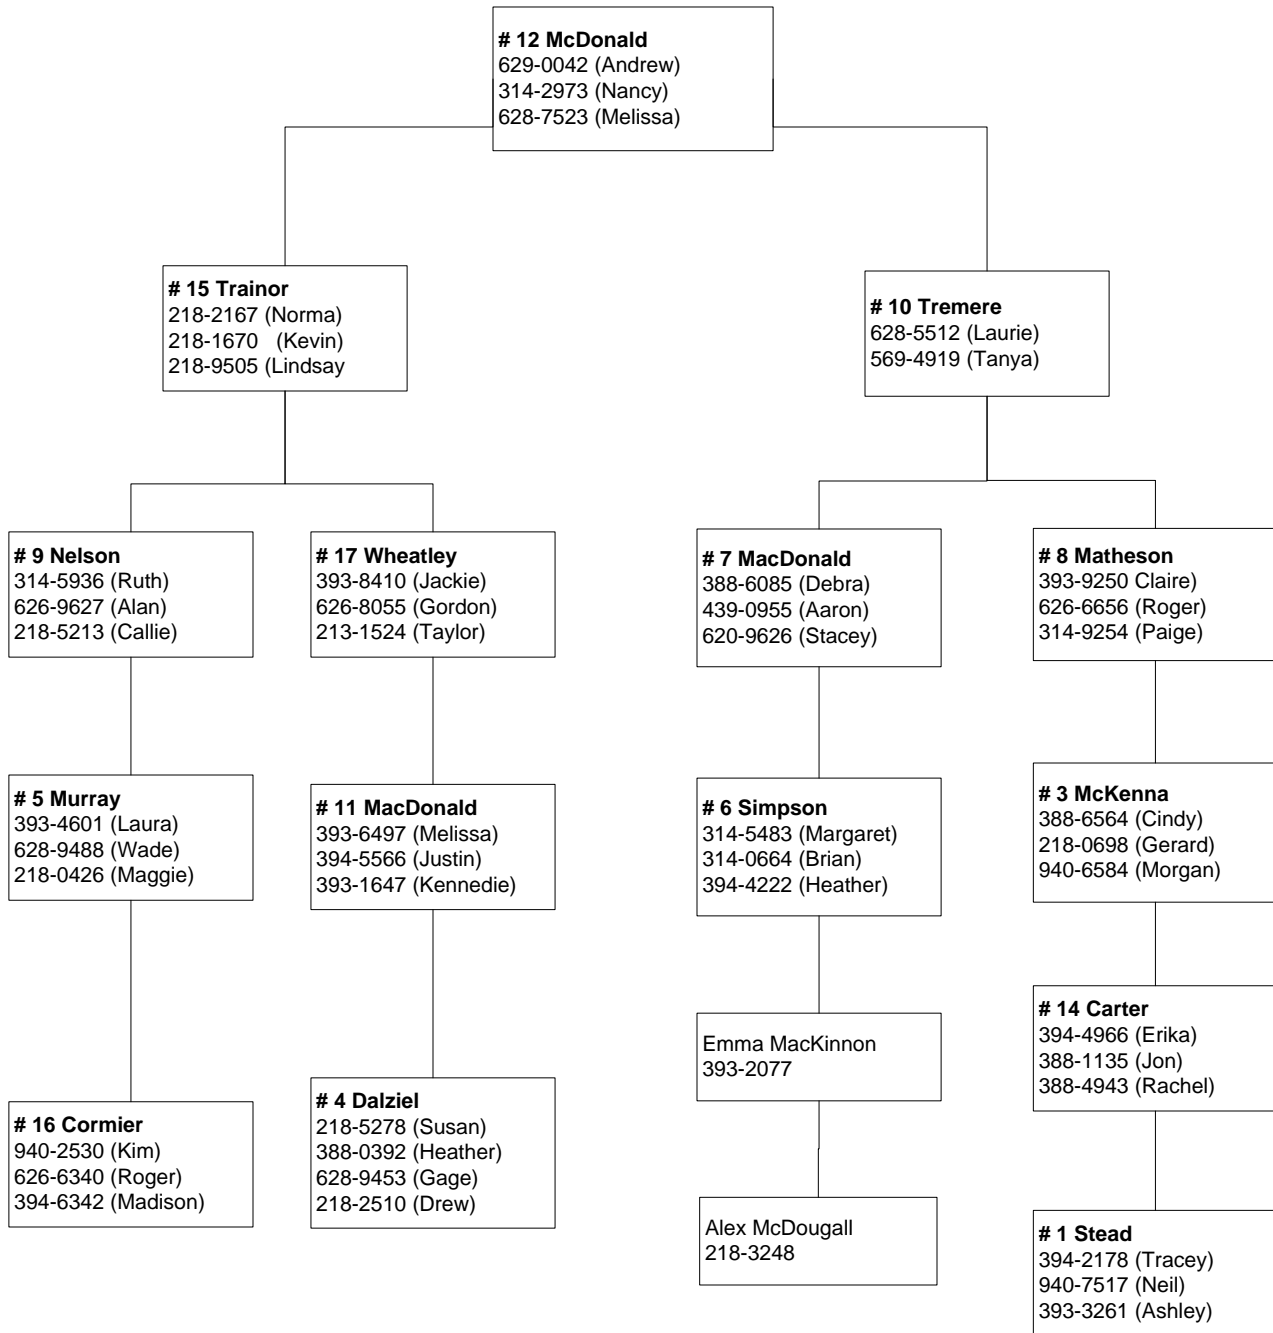 # 12 McDonald
629-0042 (Andrew)
314-2973 (Nancy)
628-7523 (Melissa)
# 15 Trainor
218-2167 (Norma)
218-1670   (Kevin)
218-9505 (Lindsay
# 10 Tremere
628-5512 (Laurie)
569-4919 (Tanya)
# 9 Nelson
314-5936 (Ruth)
626-9627 (Alan)
218-5213 (Callie)
# 17 Wheatley
393-8410 (Jackie)
626-8055 (Gordon)
213-1524 (Taylor)
# 7 MacDonald
388-6085 (Debra)
439-0955 (Aaron)
620-9626 (Stacey)
# 8 Matheson
393-9250 Claire)
626-6656 (Roger)
314-9254 (Paige)
# 5 Murray
393-4601 (Laura)
628-9488 (Wade)
218-0426 (Maggie)
# 11 MacDonald
393-6497 (Melissa)
394-5566 (Justin)
393-1647 (Kennedie)
# 6 Simpson
314-5483 (Margaret)
314-0664 (Brian)
394-4222 (Heather)
# 3 McKenna
388-6564 (Cindy)
218-0698 (Gerard)
940-6584 (Morgan)
Emma MacKinnon
393-2077
# 14 Carter
394-4966 (Erika)
388-1135 (Jon)
388-4943 (Rachel)
# 16 Cormier
940-2530 (Kim)
626-6340 (Roger)
394-6342 (Madison)
# 4 Dalziel
218-5278 (Susan)
388-0392 (Heather)
628-9453 (Gage)
218-2510 (Drew)
Alex McDougall
218-3248
# 1 Stead
394-2178 (Tracey)
940-7517 (Neil)
393-3261 (Ashley)